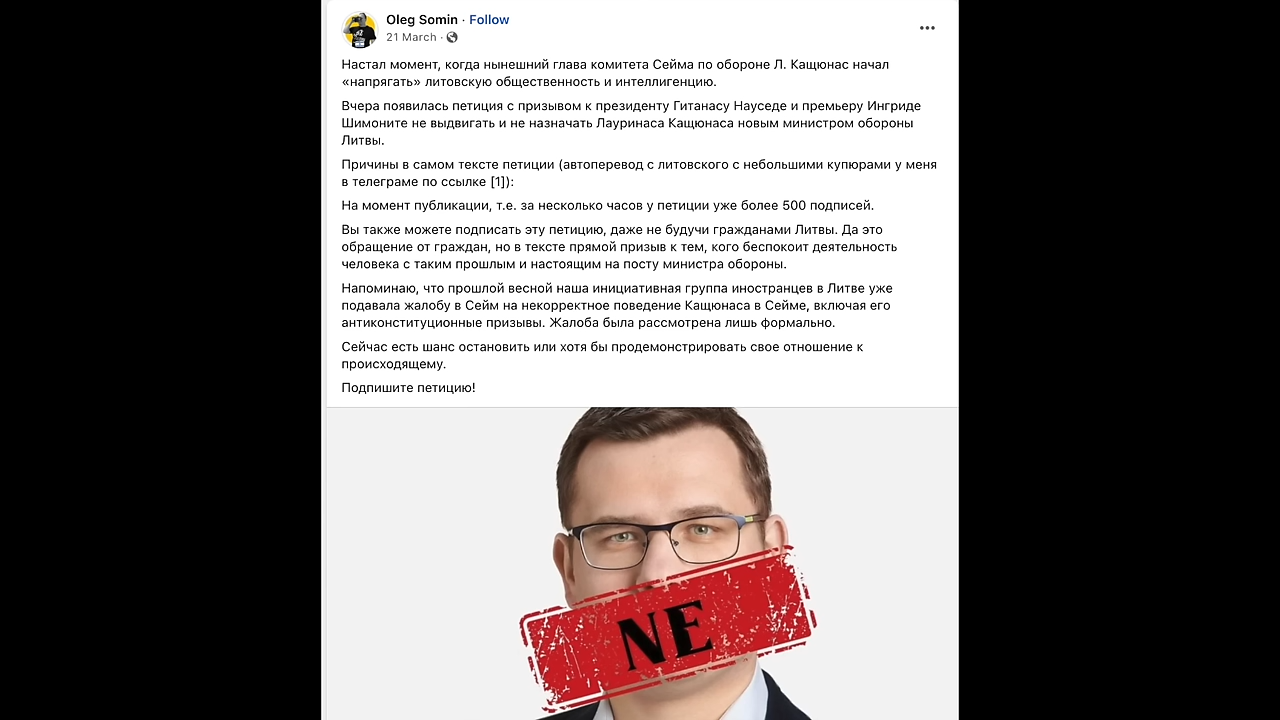 Oleg Somin · Follow
21 March ·
Настал момент, когда нынешний глава комитета Сейма по обороне Л. Кащюнас начал
«напрягать» литовскую общественность и интеллигенцию.
Вчера появилась петиция с призывом к президенту Гитанасу Науседе и премьеру Ингриде
Шимоните не выдвигать и не назначать Лауринаса Кащюнаса новым министром обороны
Литвы.
Причины в самом тексте петиции (автоперевод с литовского с небольшими купюрами у меня
в телеграме по ссылке [1]):
На момент публикации, т.е. за несколько часов у петиции уже более 500 подписей.
Вы также можете подписать эту петицию, даже не будучи гражданами Литвы. Да это
обращение от граждан, но в тексте прямой призыв к тем, кого беспокоит деятельность
человека с таким прошлым и настоящим на посту министра обороны.
Напоминаю, что прошлой весной наша инициативная группа иностранцев в Литве уже
подавала жалобу в Сейм на некорректное поведение Кащюнаса в Сейме, включая его
антиконституционные призывы. Жалоба была рассмотрена лишь формально.
Сейчас есть шанс остановить или хотя бы продемонстрировать свое отношение к
происходящему.
Подпишите петицию!
NE